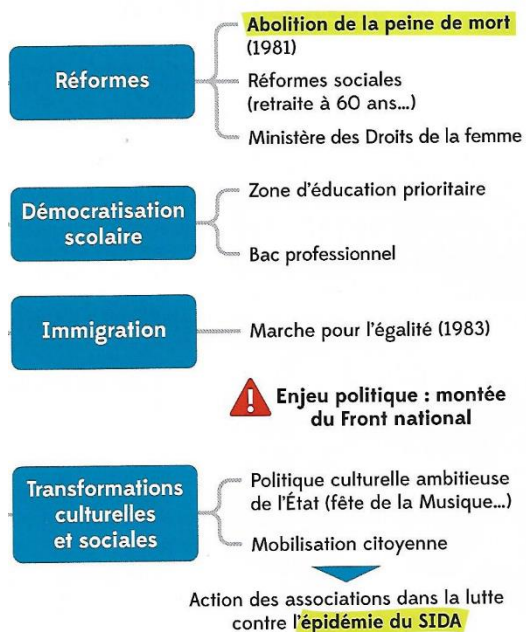 Réformes
Abolition de la peine de mort
(1981)
Réformes sociales
(retraite à 60 ans...)
Ministère des Droits de la femme
Démocratisation
scolaire
Zone d'éducation prioritaire
Bac professionnel
Immigration
Marche pour l'égalité (1983)
! Enjeu politique : montée
du Front national
Transformations
culturelles
et sociales
Politique culturelle ambitieuse
de l'État (fête de la Musique...)
Mobilisation citoyenne
Action des associations dans la lutte
contre l'épidémie du SIDA